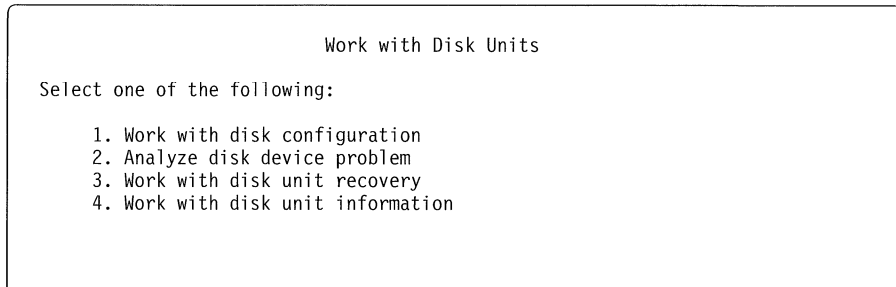 Work with Disk Units
Select one of the following:
1. Work with disk configuration
2. Analyze disk device problem
3. Work with disk unit recovery
4. Work with disk unit information